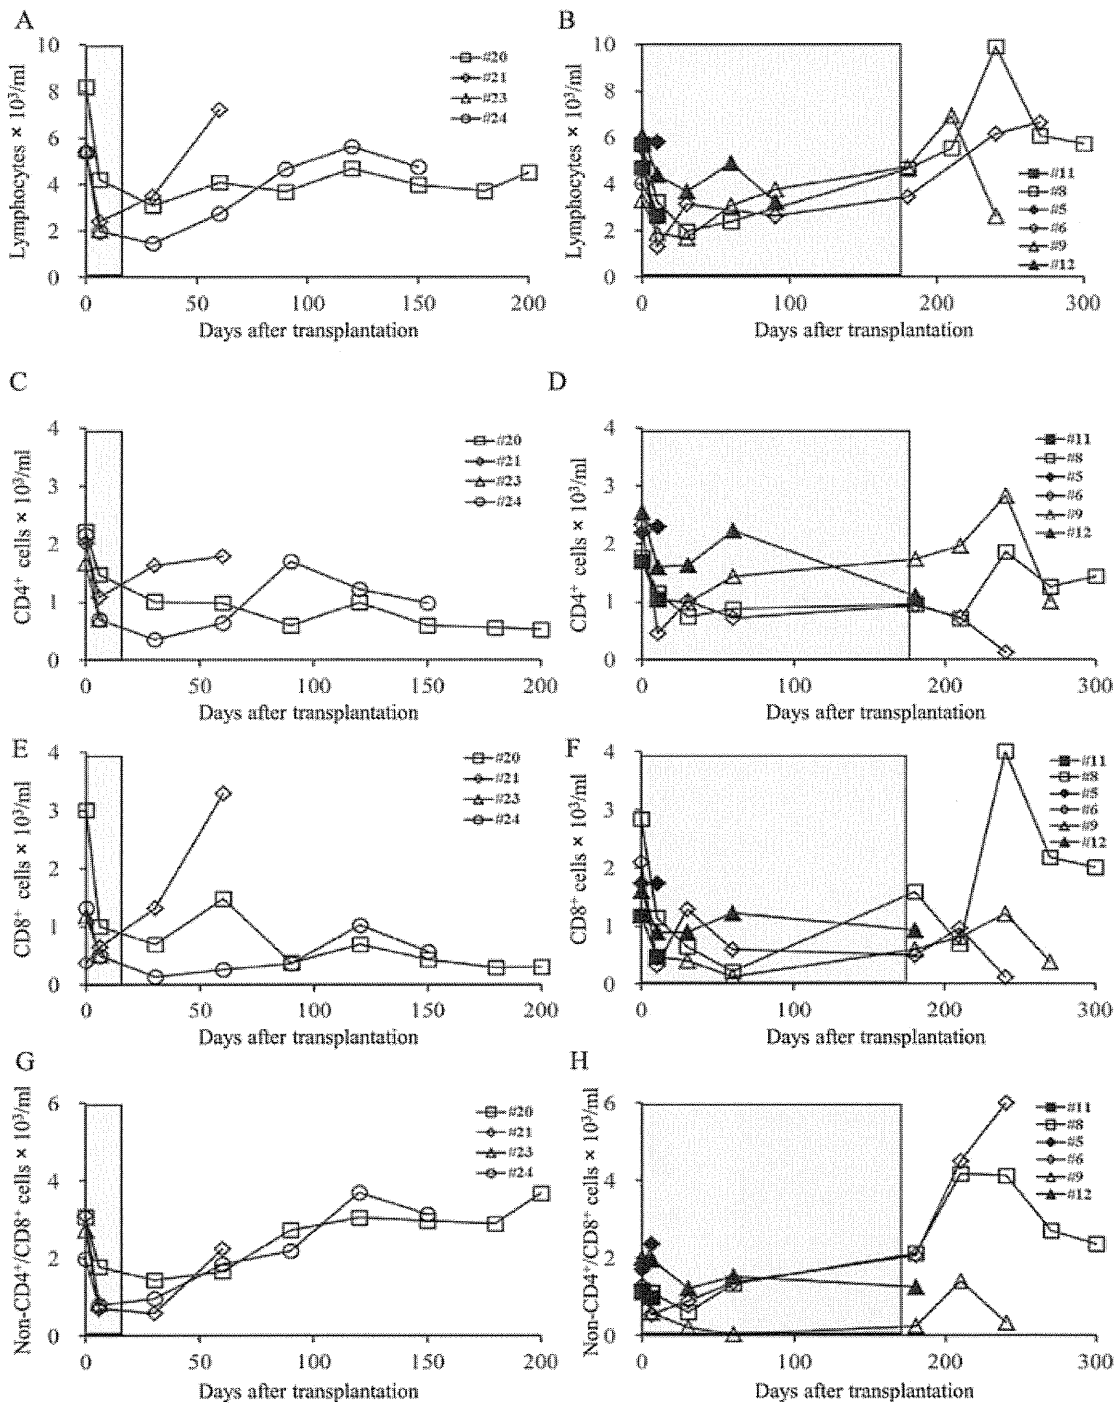 A
Lymphocytes × 10³/ml
10
8
6
4
2
0
#20
#21
#23
#24
0 50 100 150 200
Days after transplantation
B
Lymphocytes × 10³/ml
10
8
6
4
2
0
#11
#8
#5
#6
#9
#12
0 100 200 300
Days after transplantation
C
CD4⁺ cells × 10³/ml
4
3
2
1
0
#20
#21
#23
#24
0 50 100 150 200
Days after transplantation
D
CD4⁺ cells × 10³/ml
4
3
2
1
0
#11
#8
#5
#6
#9
#12
0 100 200 300
Days after transplantation
E
CD8⁺ cells × 10³/ml
4
3
2
1
0
#20
#21
#23
#24
0 50 100 150 200
Days after transplantation
F
CD8⁺ cells × 10³/ml
4
3
2
1
0
#11
#8
#5
#6
#9
#12
0 100 200 300
Days after transplantation
G
Non-CD4⁺/CD8⁺ cells × 10³/ml
6
4
2
0
#20
#21
#23
#24
0 50 100 150 200
Days after transplantation
H
Non-CD4⁺/CD8⁺ cells × 10³/ml
6
4
2
0
#11
#8
#5
#6
#9
#12
0 100 200 300
Days after transplantation